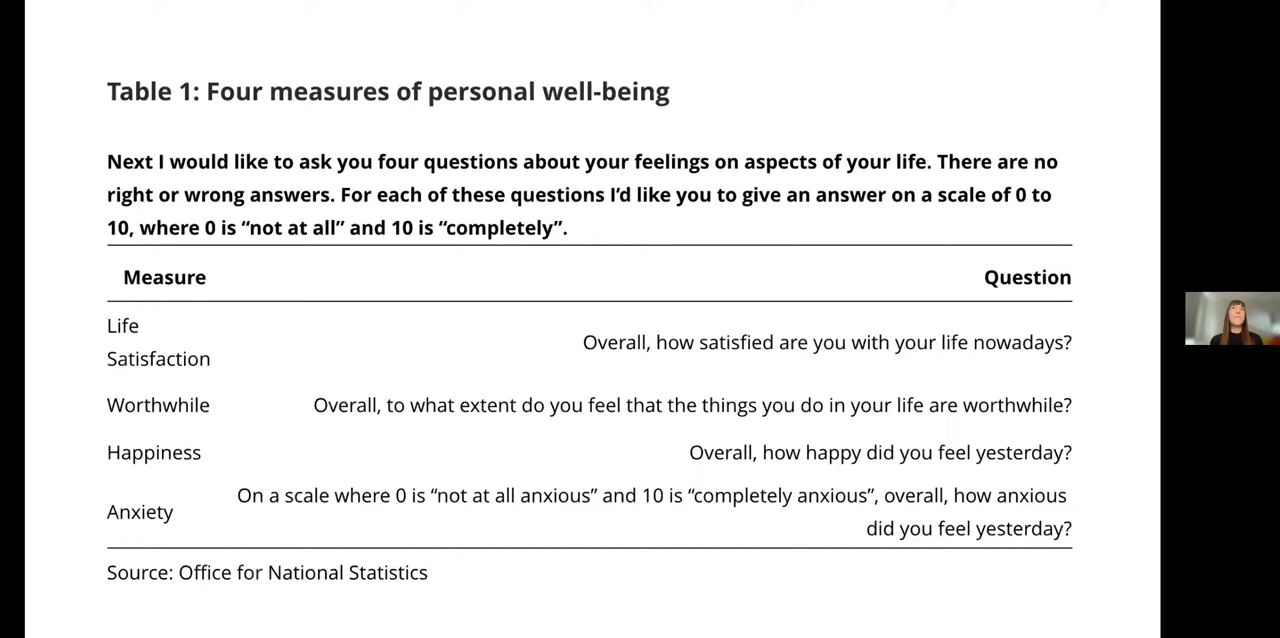 Table 1: Four measures of personal well-being
Next I would like to ask you four questions about your feelings on aspects of your life. There are no
right or wrong answers. For each of these questions I’d like you to give an answer on a scale of 0 to
10, where 0 is “not at all” and 10 is “completely”.
Measure Question
Life
Satisfaction
Overall, how satisfied are you with your life nowadays?
Worthwhile Overall, to what extent do you feel that the things you do in your life are worthwhile?
Happiness Overall, how happy did you feel yesterday?
Anxiety
On a scale where 0 is “not at all anxious” and 10 is “completely anxious”, overall, how anxious
did you feel yesterday?
Source: Office for National Statistics